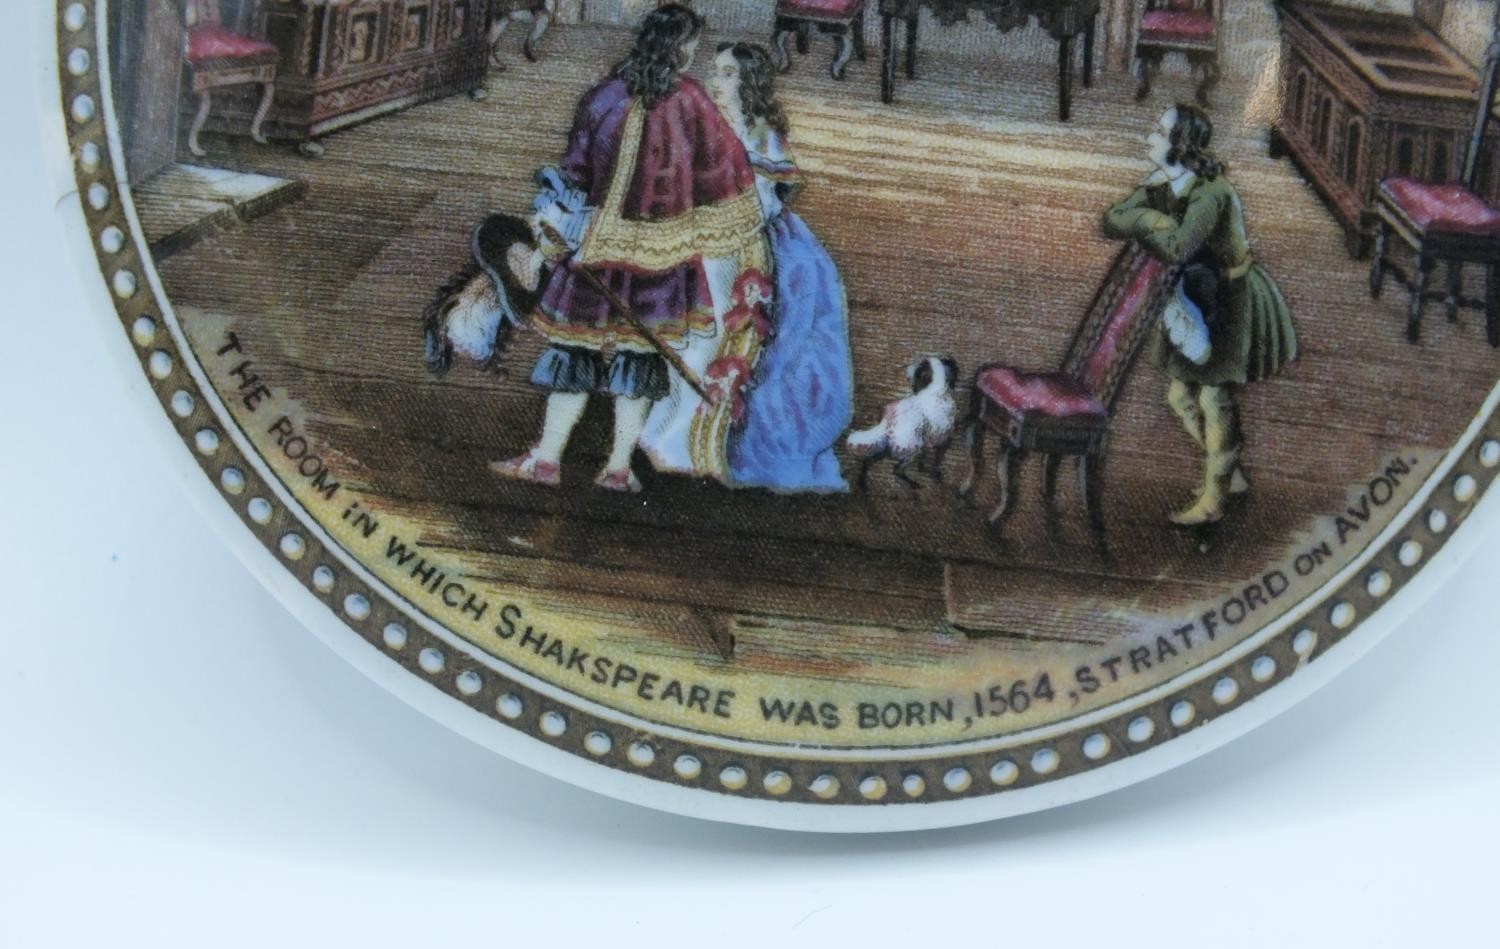 THE ROOM iN WHICH SHAKSPEARE WAS BORN, 1564, STRATFORD ON AVON.